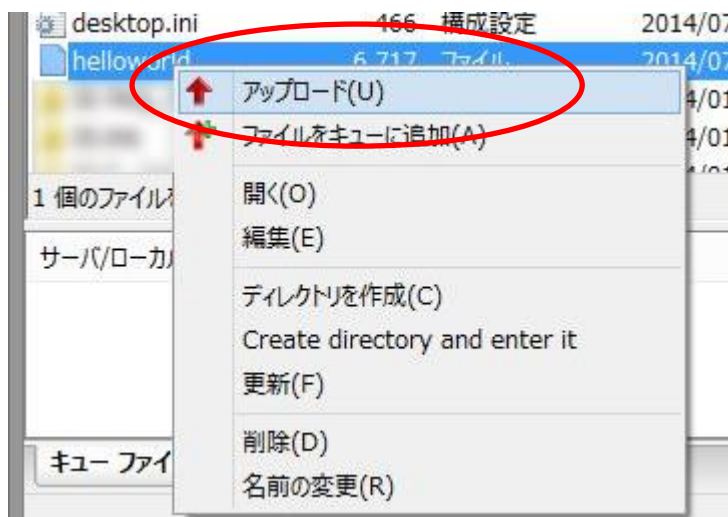 desktop.ini 466 構成設定 2014/07
helloworld 6,717 ファイル 2014/07
アップロード(U)
4/01
ファイルをキューに追加(A)
4/01
1 個のファイル
開く(O)
編集(E)
サーバ/ローカル
ディレクトリを作成(C)
Create directory and enter it
更新(F)
削除(D)
キュー ファイ
名前の変更(R)